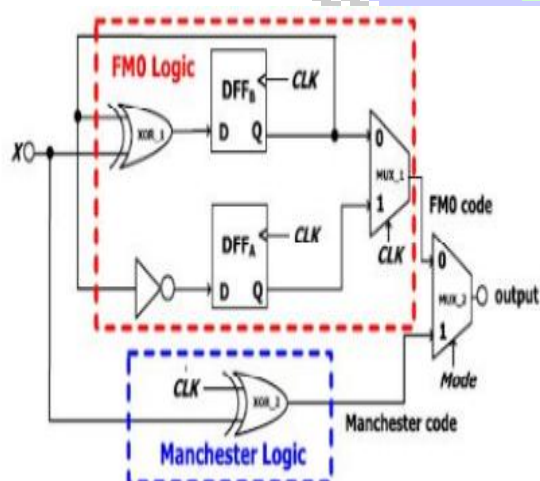 FM0 Logic
CLK
DFFB
D Q
XOR_1
X
0
MUX_1
1
CLK
FM0 code
DFFA
CLK
D Q
0
MUX_2
1
output
Mode
CLK
XOR_2
Manchester code
Manchester Logic